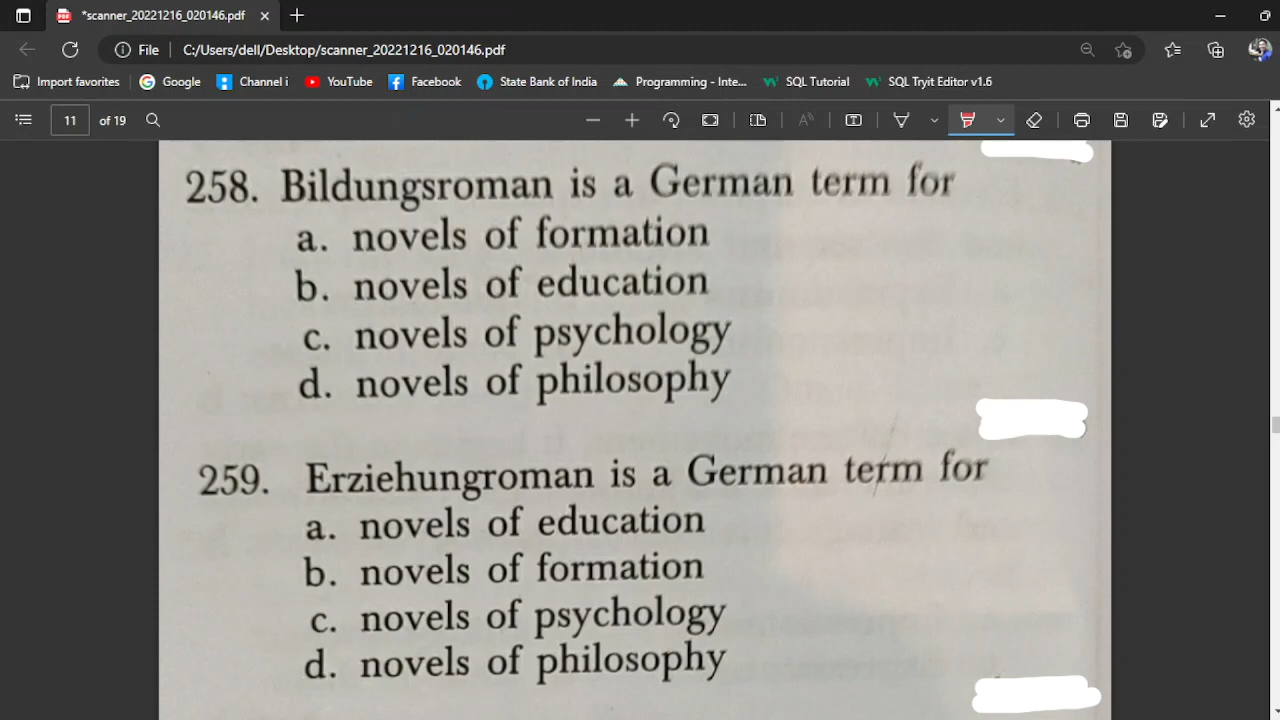 *scanner_20221216_020146.pdf
File C:/Users/dell/Desktop/scanner_20221216_020146.pdf
Import favorites Google Channel i YouTube Facebook State Bank of India Programming - Inte... SQL Tutorial SQL Tryit Editor v1.6
11 of 19
258. Bildungsroman is a German term for
a. novels of formation
b. novels of education
c. novels of psychology
d. novels of philosophy
259. Erziehungroman is a German term for
a. novels of education
b. novels of formation
c. novels of psychology
d. novels of philosophy